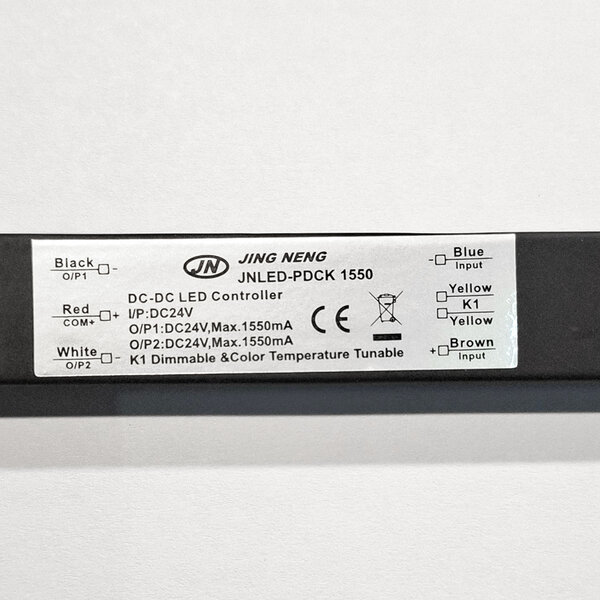 Black -
O/P1
Red +
COM+
White -
O/P2
JN JING NENG
JNLED-PDCK 1550
DC-DC LED Controller
I/P:DC24V
O/P1:DC24V,Max.1550mA
O/P2:DC24V,Max.1550mA
K1 Dimmable &Color Temperature Tunable
CE
- Blue
Input
Yellow
K1
Yellow
+ Brown
Input